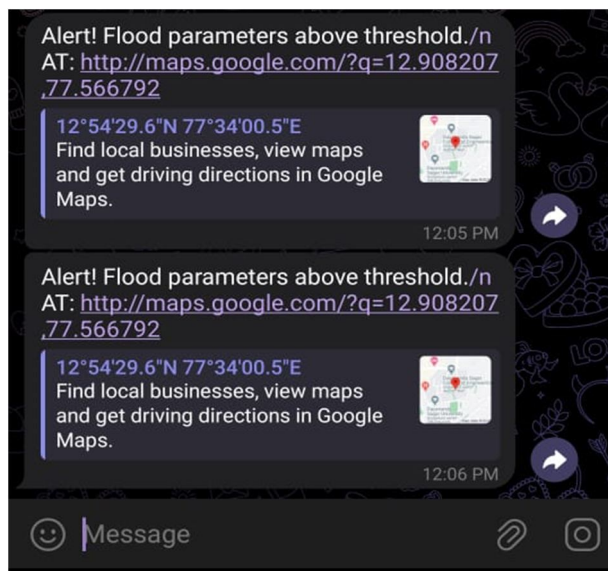 Alert! Flood parameters above threshold./n
AT: http://maps.google.com/?q=12.908207
,77.566792
12°54'29.6"N 77°34'00.5"E
Find local businesses, view maps
and get driving directions in Google
Maps.
12:05 PM
Alert! Flood parameters above threshold./n
AT: http://maps.google.com/?q=12.908207
,77.566792
12°54'29.6"N 77°34'00.5"E
Find local businesses, view maps
and get driving directions in Google
Maps.
12:06 PM
Message